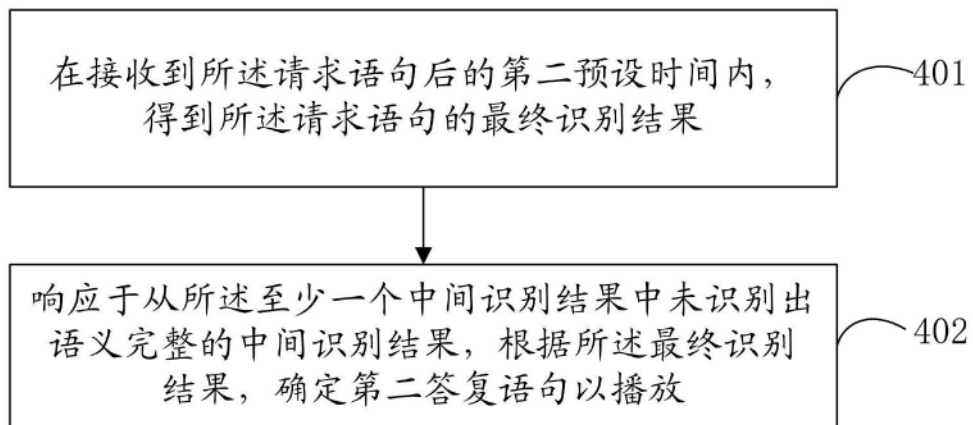 在接收到所述请求语句后的第二预设时间内，
得到所述请求语句的最终识别结果
401
响应于从所述至少一个中间识别结果中未识别出
语义完整的中间识别结果，根据所述最终识别
结果，确定第二答复语句以播放
402